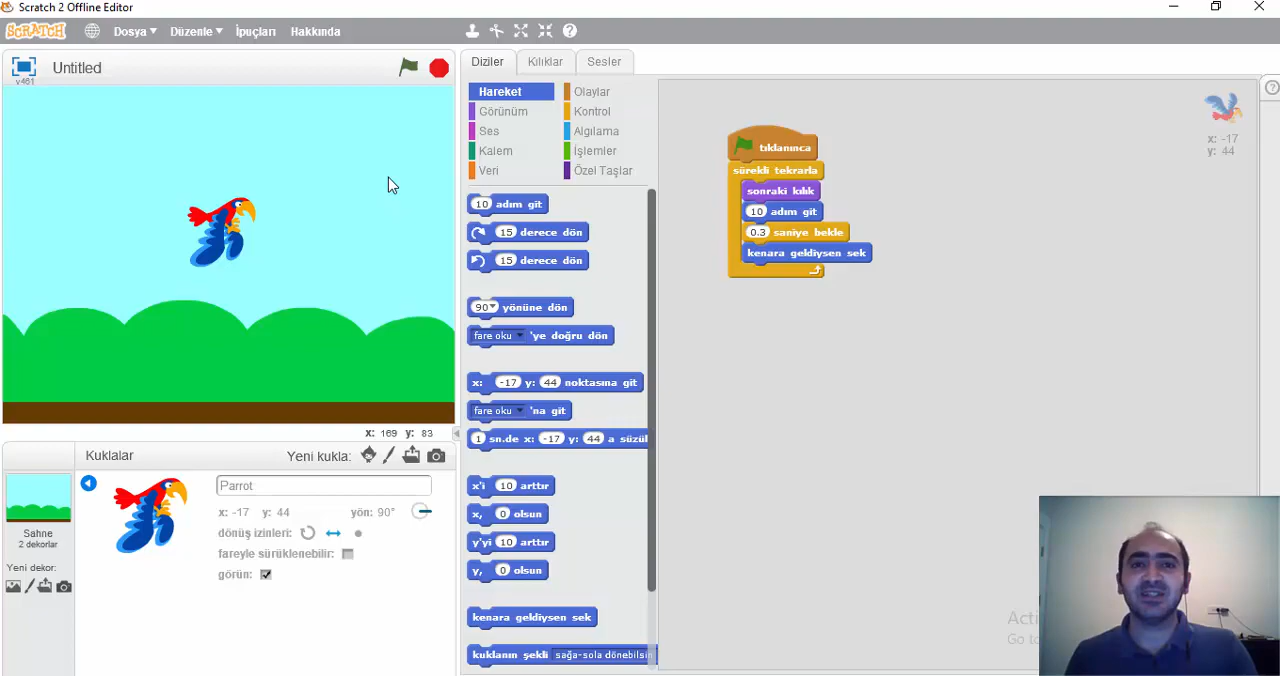 Scratch 2 Offline Editor
SCRATCH Dosya Düzenle İpuçları Hakkında
v461 Untitled
Diziler Kılıklar Sesler
Hareket Olaylar
Görünüm Kontrol
Ses Algılama
Kalem İşlemler
Veri Özel Taşlar
10 adım git
15 derece dön
15 derece dön
90 yönüne dön
fare oku 'ye doğru dön
x: -17 y: 44 noktasına git
fare oku 'na git
1 sn.de x: -17 y: 44 a süzül
x'i 10 arttır
x, 0 olsun
y'yi 10 arttır
y, 0 olsun
kenara geldiysen sek
kuklanın şekli sağa-sola dönebilsin
tıklanınca
sürekli tekrarla
sonraki kılık
10 adım git
0.3 saniye bekle
kenara geldiysen sek
x: -17
y: 44
x: 169 y: 83
Kuklalar Yeni kukla:
Parrot
x: -17 y: 44 yön: 90°
dönüş izinleri:
fareyle sürüklenebilir:
görün:
Sahne
2 dekorlar
Yeni dekor:
Acti
Go to